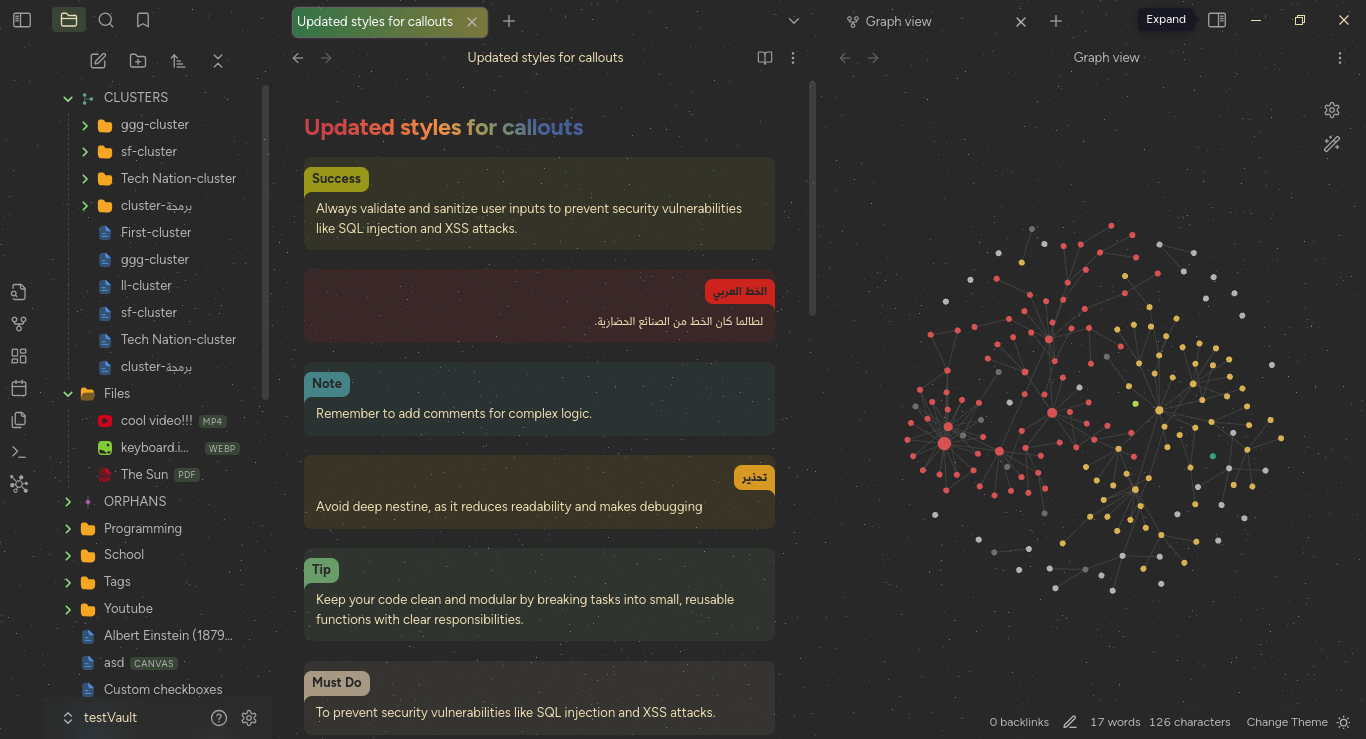 Updated styles for callouts
Graph view
Expand
Updated styles for callouts
Graph view
CLUSTERS
ggg-cluster
sf-cluster
Tech Nation-cluster
cluster-برمجة
First-cluster
ggg-cluster
ll-cluster
sf-cluster
Tech Nation-cluster
cluster-برمجة
Files
cool video!!! MP4
keyboard.i... WEBP
The Sun PDF
ORPHANS
Programming
School
Tags
Youtube
Albert Einstein (1879...
asd CANVAS
Custom checkboxes
testVault
Updated styles for callouts
Success
Always validate and sanitize user inputs to prevent security vulnerabilities
like SQL injection and XSS attacks.
الخط العربي
لطالما كان الخط من الصنائع الحضارية.
Note
Remember to add comments for complex logic.
تحذير
Avoid deep nestine, as it reduces readability and makes debugging
Tip
Keep your code clean and modular by breaking tasks into small, reusable
functions with clear responsibilities.
Must Do
To prevent security vulnerabilities like SQL injection and XSS attacks.
0 backlinks 17 words 126 characters Change Theme